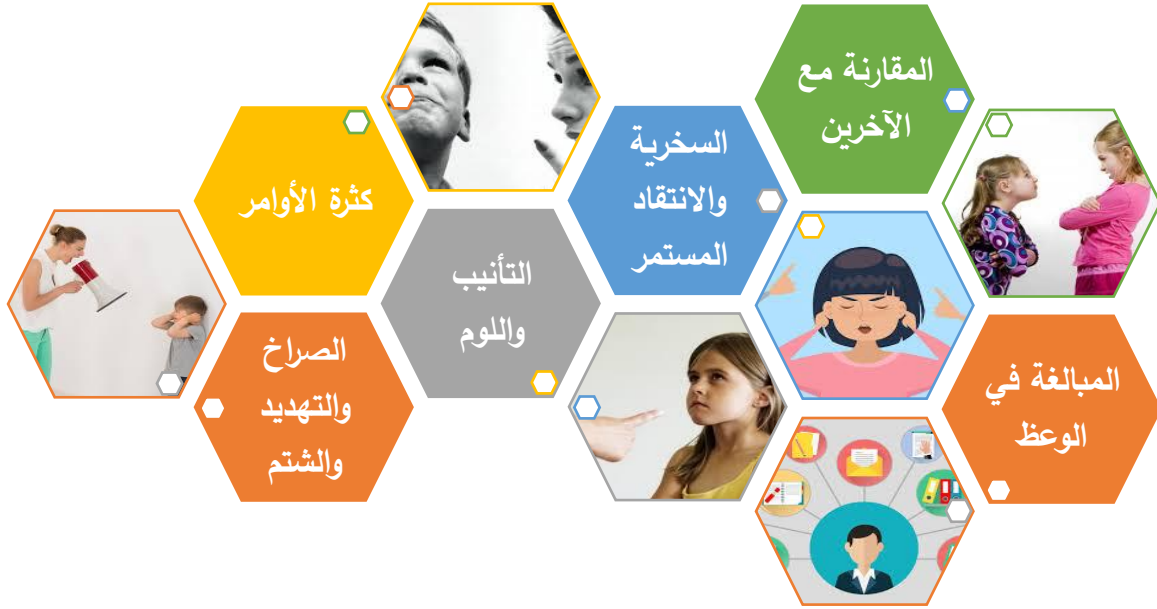 المقارنة مع
الآخرين
السخرية
والانتقاد
المستمر
كثرة الأوامر
التأنيب
واللوم
الصراخ
والتهديد
والشتم
المبالغة في
الوعظ